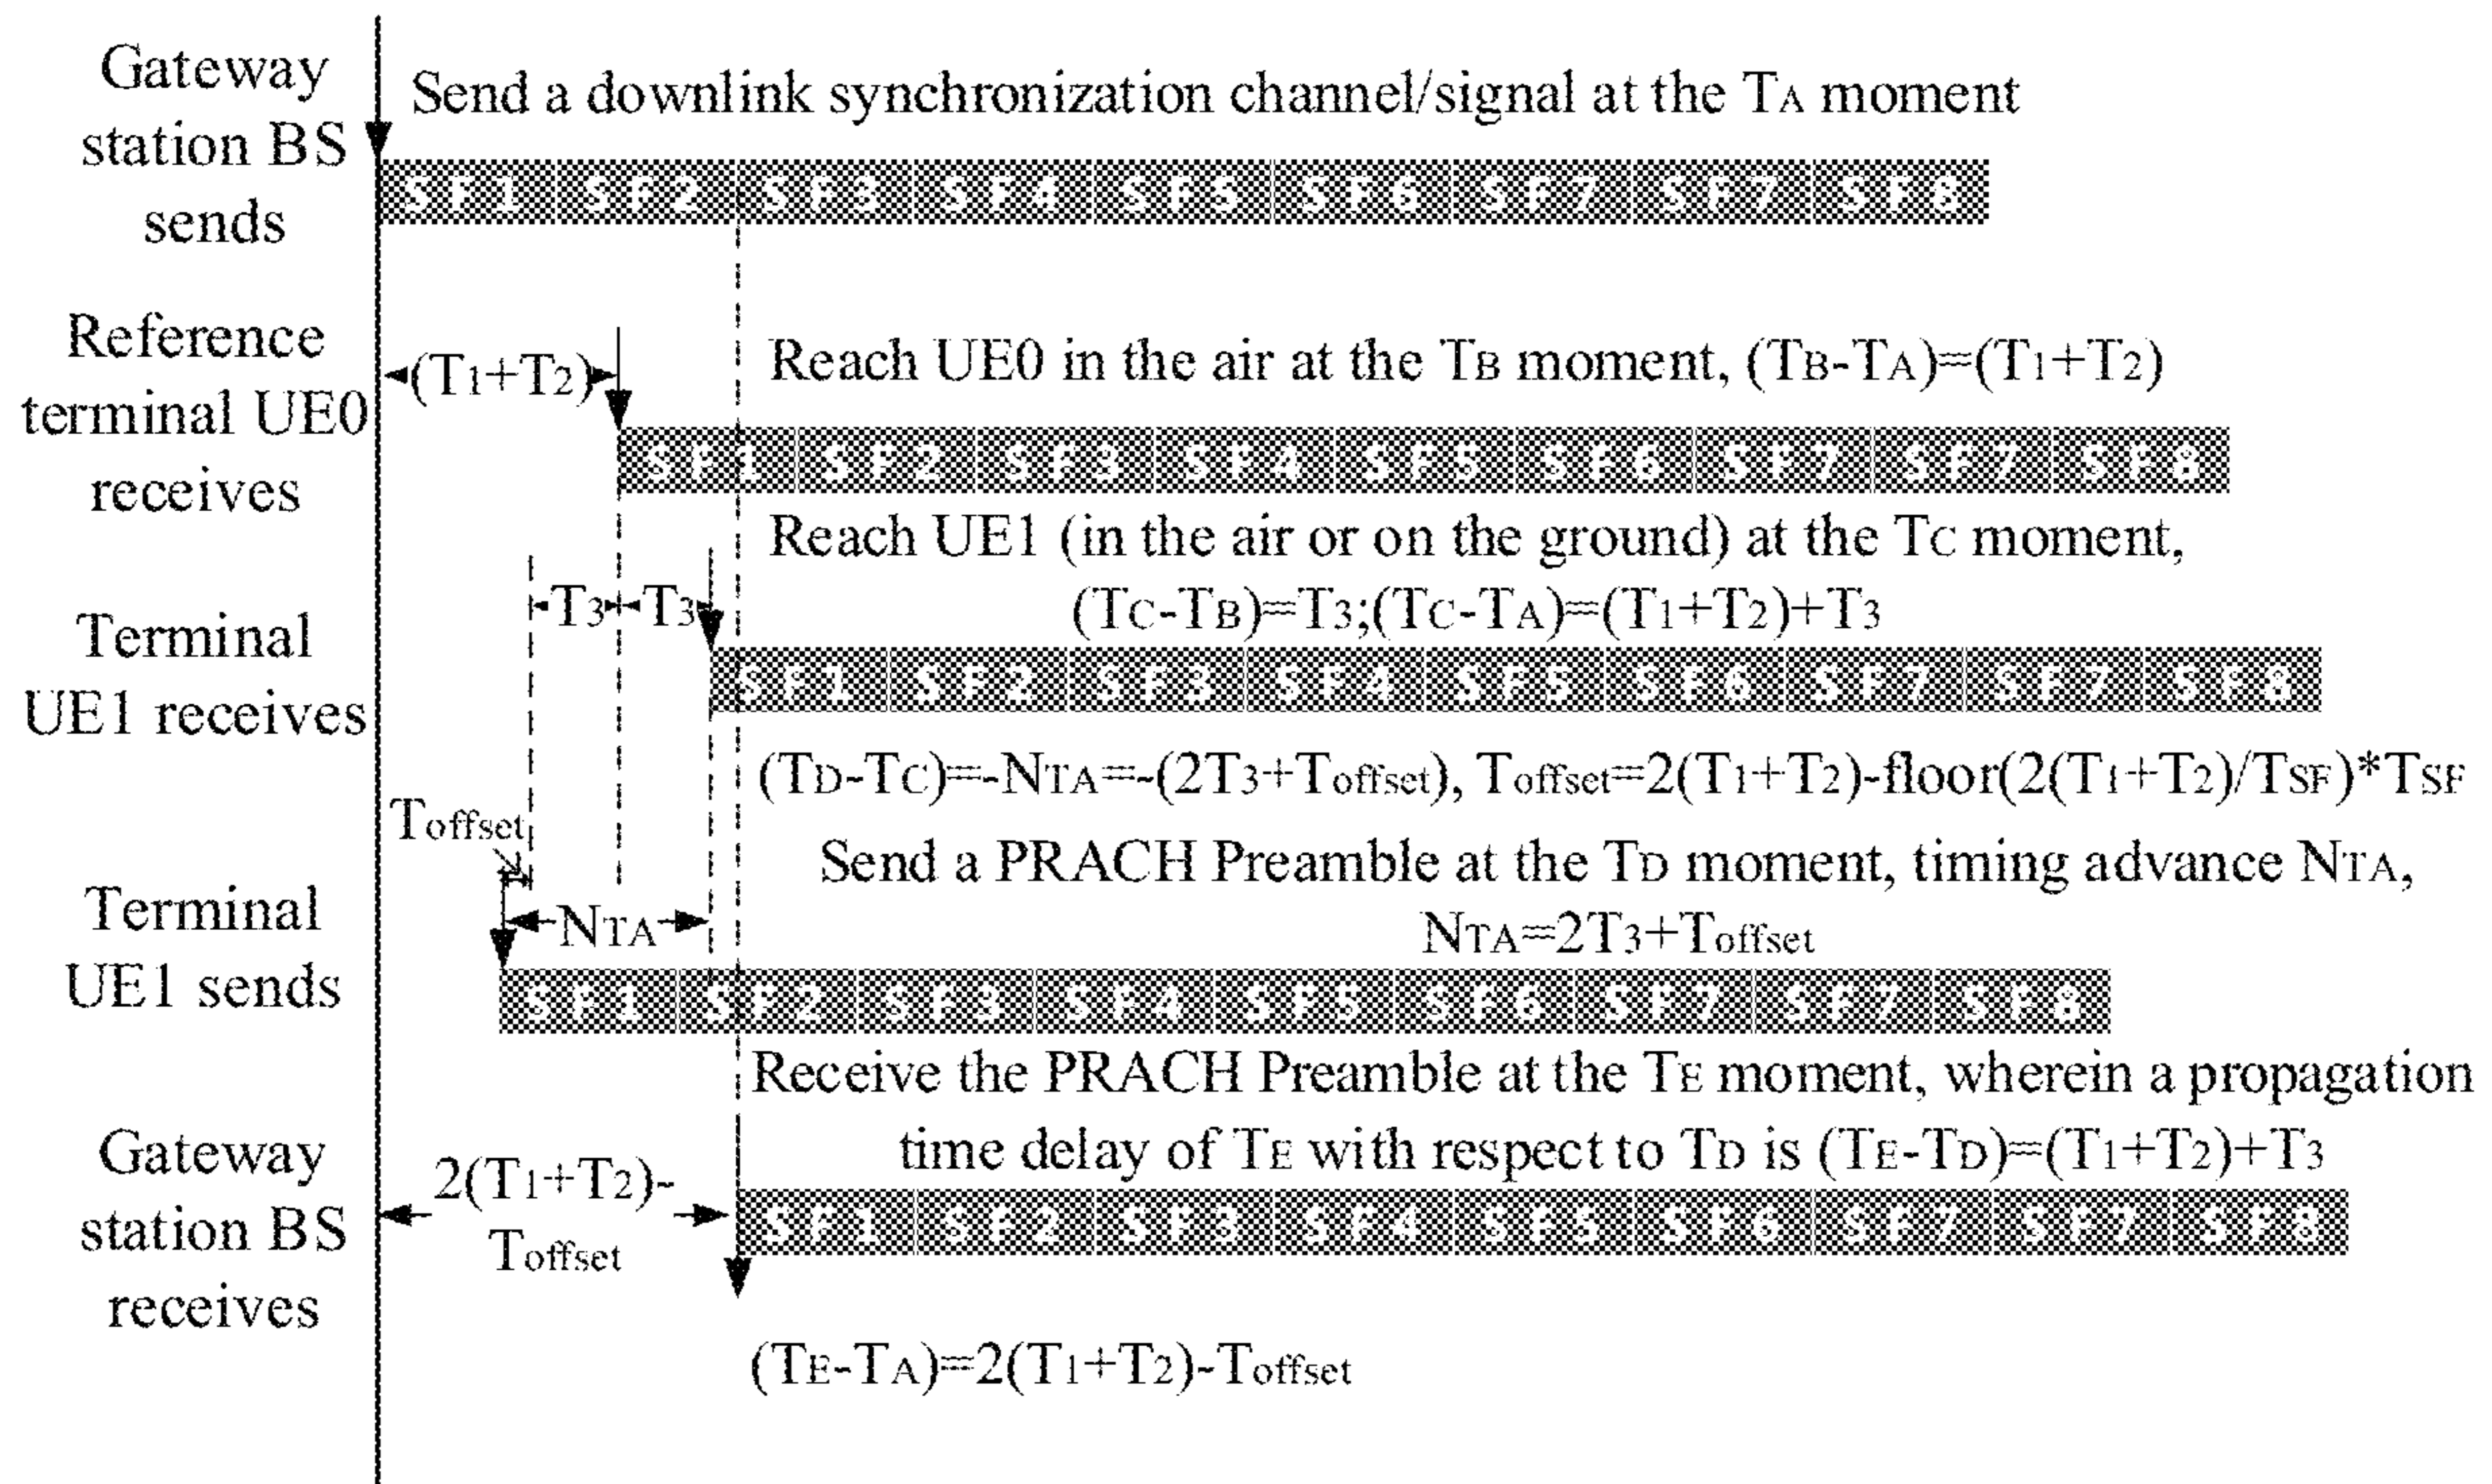 Gateway
station BS
sends
Send a downlink synchronization channel/signal at the TA moment
SF1 SF2 SF3 SF4 SF5 SF6 SF7 SF7 SF8
Reference
terminal UE0
receives
(T1+T2)
Reach UE0 in the air at the TB moment, (TB-TA)=(T1+T2)
SF1 SF2 SF3 SF4 SF5 SF6 SF7 SF7 SF8
Reach UE1 (in the air or on the ground) at the TC moment,
(TC-TB)=T3;(TC-TA)=(T1+T2)+T3
T3 T3
Terminal
UE1 receives
SF1 SF2 SF3 SF4 SF5 SF6 SF7 SF7 SF8
(TD-TC)=-NTA=-(2T3+Toffset), Toffset=2(T1+T2)-floor(2(T1+T2)/TSF)*TSF
Toffset
Send a PRACH Preamble at the TD moment, timing advance NTA,
NTA=2T3+Toffset
NTA
Terminal
UE1 sends
SF1 SF2 SF3 SF4 SF5 SF6 SF7 SF7 SF8
Receive the PRACH Preamble at the TE moment, wherein a propagation
time delay of TE with respect to TD is (TE-TD)=(T1+T2)+T3
Gateway
station BS
receives
2(T1+T2)-
Toffset
SF1 SF2 SF3 SF4 SF5 SF6 SF7 SF7 SF8
(TE-TA)=2(T1+T2)-Toffset